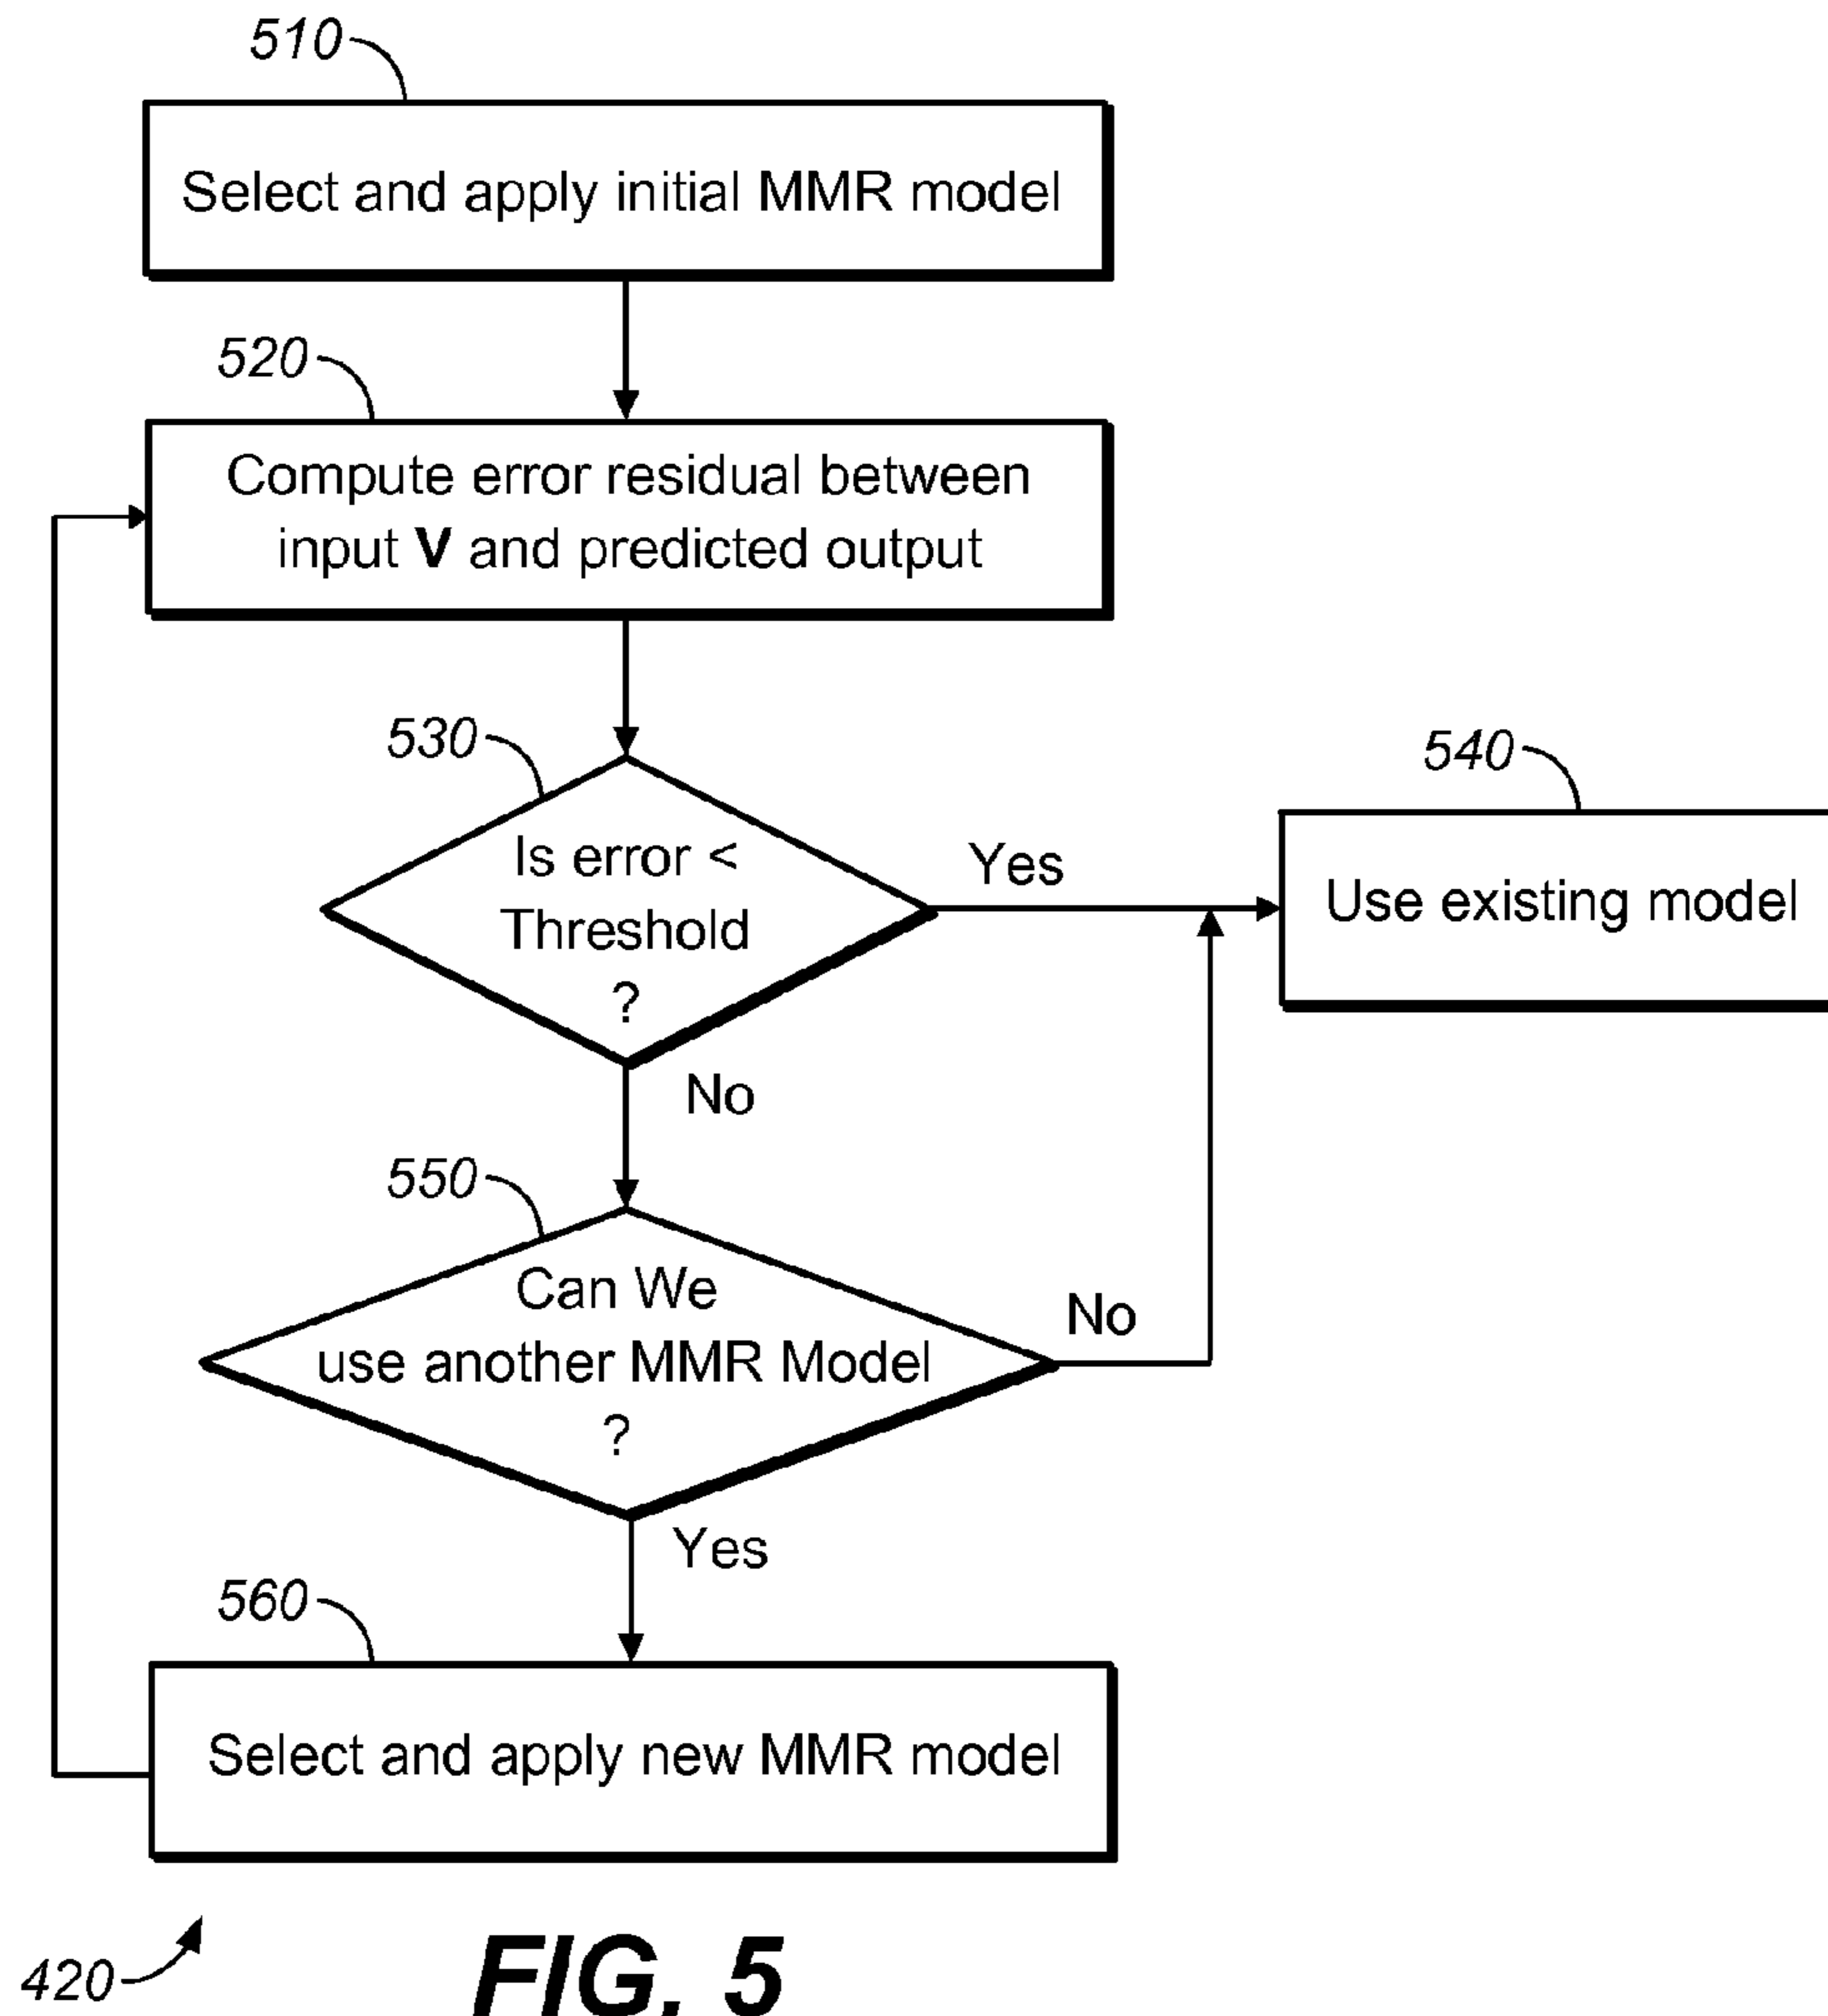 510
Select and apply initial MMR model
520
Compute error residual between
input V and predicted output
530
Is error <
Threshold
?
Yes
540
Use existing model
No
550
Can We
use another MMR Model
?
No
Yes
560
Select and apply new MMR model
420
FIG. 5